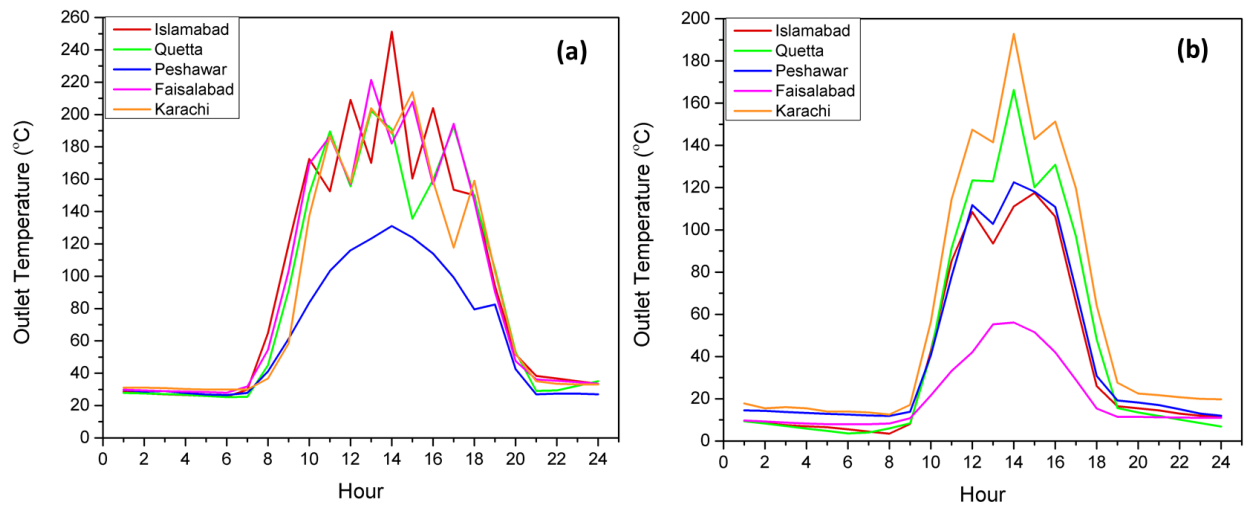 260
240
220
200
180
160
140
120
100
80
60
40
20
0
Outlet Temperature (°C)
Islamabad
Quetta
Peshawar
Faisalabad
Karachi
(a)
0 2 4 6 8 10 12 14 16 18 20 22 24
Hour
200
180
160
140
120
100
80
60
40
20
0
Outlet Temperature (°C)
Islamabad
Quetta
Peshawar
Faisalabad
Karachi
(b)
0 2 4 6 8 10 12 14 16 18 20 22 24
Hour